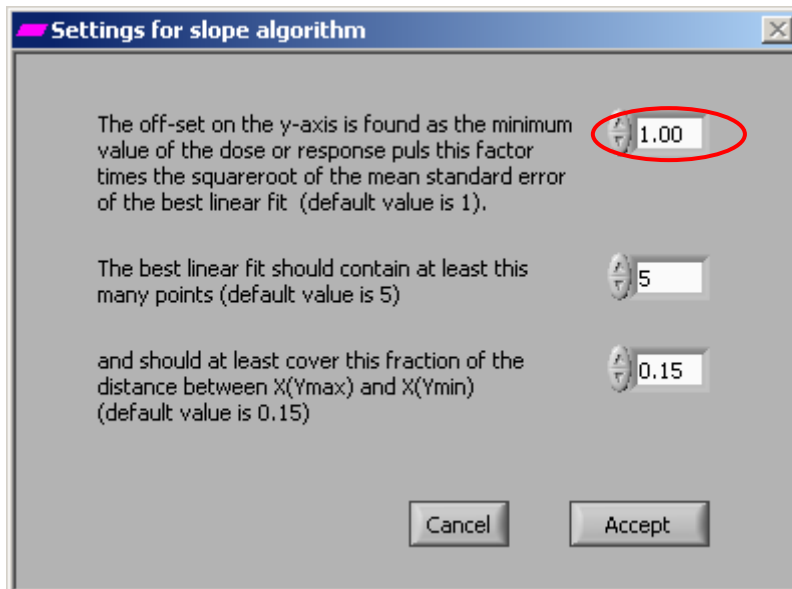 Settings for slope algorithm
The off-set on the y-axis is found as the minimum
value of the dose or response puls this factor
times the squareroot of the mean standard error
of the best linear fit (default value is 1).
1.00
The best linear fit should contain at least this
many points (default value is 5)
5
and should at least cover this fraction of the
distance between X(Ymax) and X(Ymin)
(default value is 0.15)
0.15
Cancel
Accept